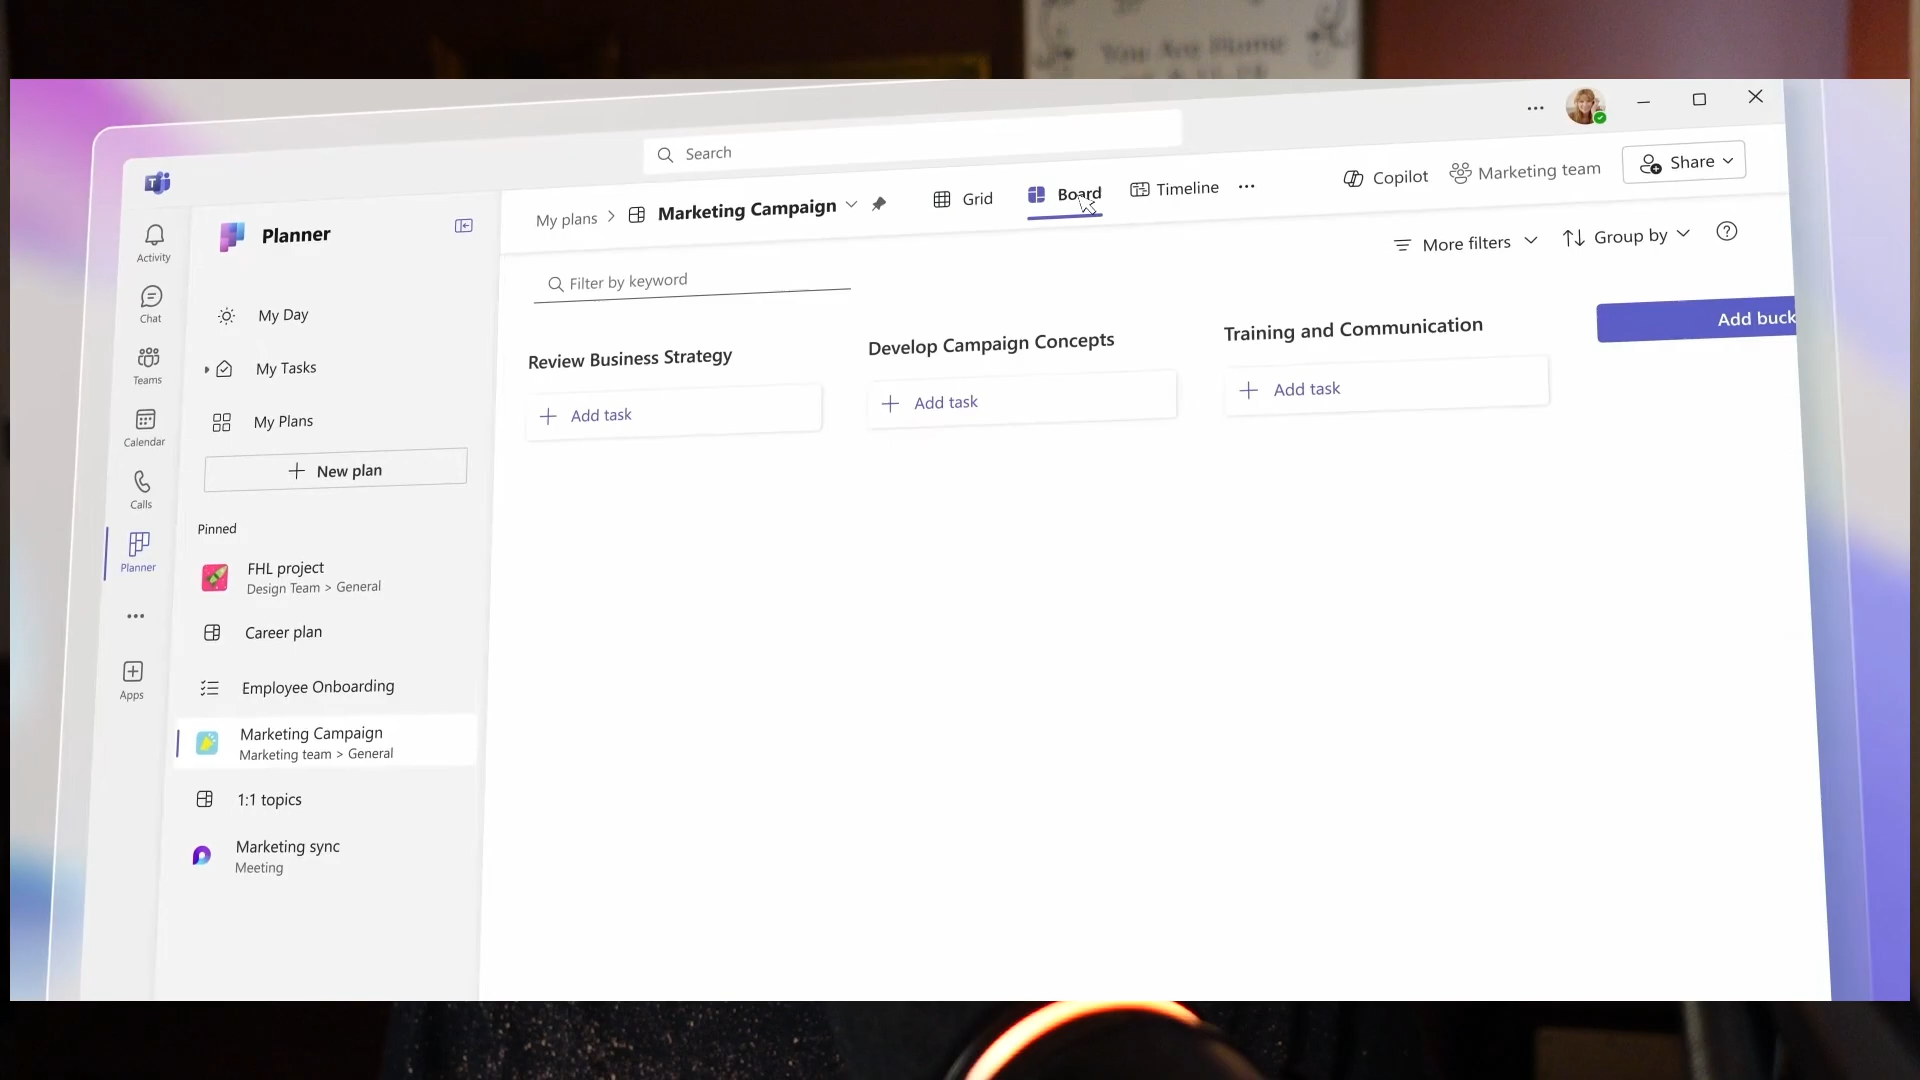 You Are Home
Search
Activity
Chat
Teams
Calendar
Calls
Planner
Apps
Planner
My Day
My Tasks
My Plans
New plan
Pinned
FHL project
Design Team > General
Career plan
Employee Onboarding
Marketing Campaign
Marketing team > General
1:1 topics
Marketing sync
Meeting
My plans > Marketing Campaign
Grid
Board
Timeline
Copilot
Marketing team
Share
Filter by keyword
More filters
Group by
Review Business Strategy
Add task
Develop Campaign Concepts
Add task
Training and Communication
Add task
Add buck